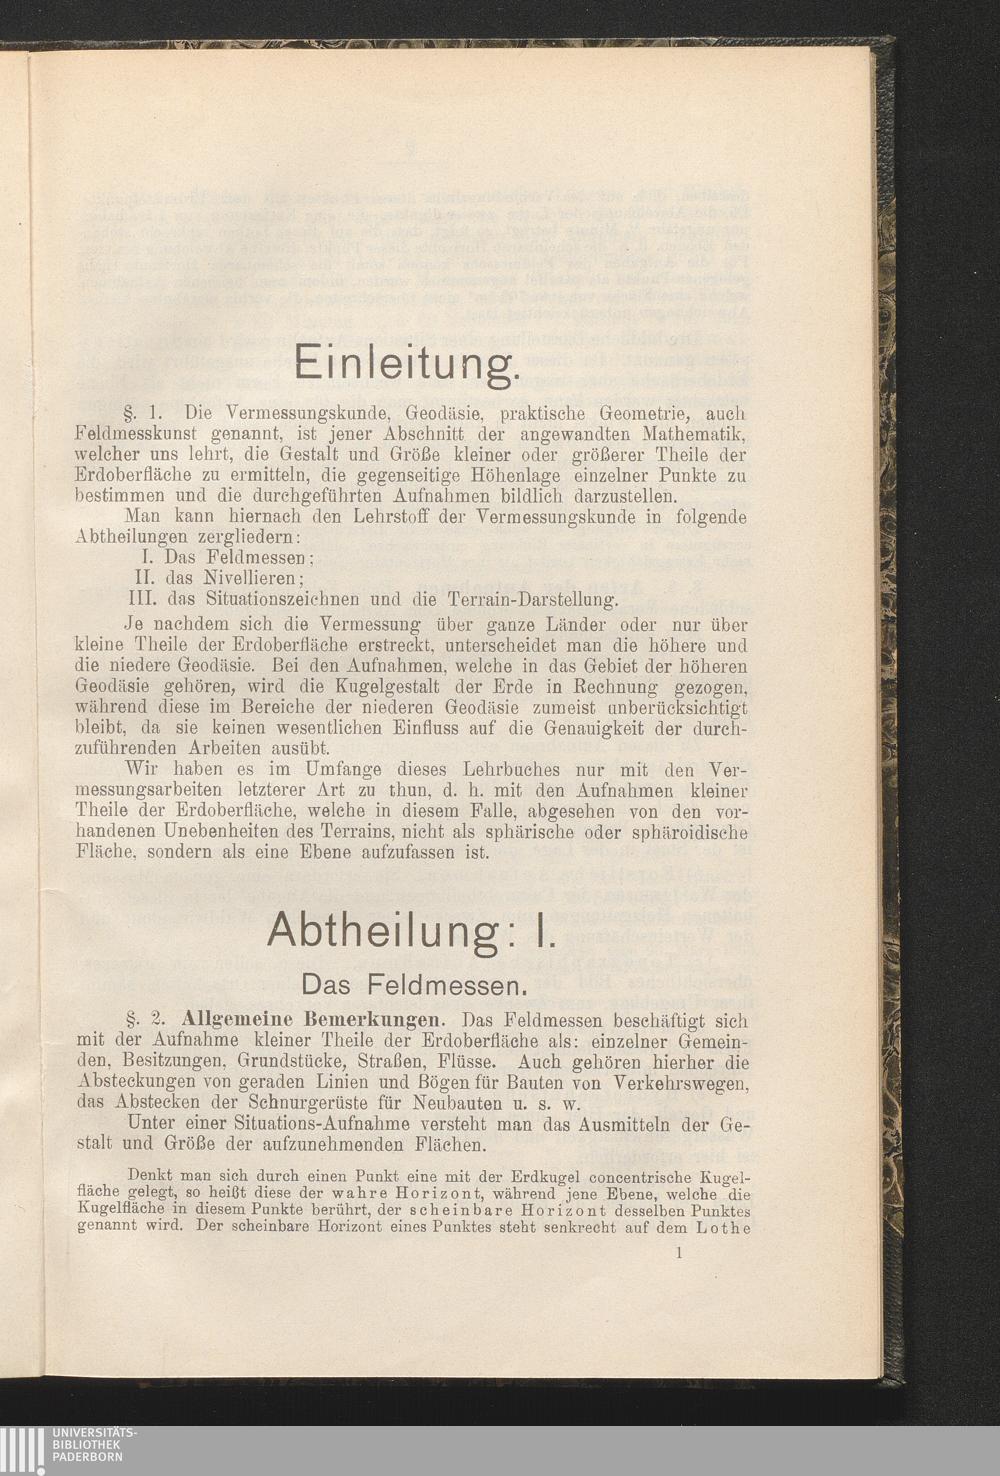 Einleitung.
§. 1. Die Vermessungskunde, Geodäsie, praktische Geometrie, auch
Feldmesskunst genannt, ist jener Abschnitt der angewandten Mathematik,
welcher uns lehrt, die Gestalt und Größe kleiner oder größerer Theile der
Erdoberfläche zu ermitteln, die gegenseitige Höhenlage einzelner Punkte zu
bestimmen und die durchgeführten Aufnahmen bildlich darzustellen.
Man kann hiernach den Lehrstoff der Vermessungskunde in folgende
Abtheilungen zergliedern:
I. Das Feldmessen;
II. das Nivellieren;
III. das Situationszeichnen und die Terrain-Darstellung.
Je nachdem sich die Vermessung über ganze Länder oder nur über
kleine Theile der Erdoberfläche erstreckt, unterscheidet man die höhere und
die niedere Geodäsie. Bei den Aufnahmen, welche in das Gebiet der höheren
Geodäsie gehören, wird die Kugelgestalt der Erde in Rechnung gezogen,
während diese im Bereiche der niederen Geodäsie zumeist unberücksichtigt
bleibt, da sie keinen wesentlichen Einfluss auf die Genauigkeit der durch-
zuführenden Arbeiten ausübt.
Wir haben es im Umfange dieses Lehrbuches nur mit den Ver-
messungsarbeiten letzterer Art zu thun, d. h. mit den Aufnahmen kleiner
Theile der Erdoberfläche, welche in diesem Falle, abgesehen von den vor-
handenen Unebenheiten des Terrains, nicht als sphärische oder sphäroidische
Fläche, sondern als eine Ebene aufzufassen ist.
Abtheilung: I.
Das Feldmessen.
§. 2. Allgemeine Bemerkungen. Das Feldmessen beschäftigt sich
mit der Aufnahme kleiner Theile der Erdoberfläche als: einzelner Gemein-
den, Besitzungen, Grundstücke, Straßen, Flüsse. Auch gehören hierher die
Absteckungen von geraden Linien und Bögen für Bauten von Verkehrswegen,
das Abstecken der Schnurgerüste für Neubauten u. s. w.
Unter einer Situations-Aufnahme versteht man das Ausmitteln der Ge-
stalt und Größe der aufzunehmenden Flächen.
Denkt man sich durch einen Punkt eine mit der Erdkugel concentrische Kugel-
fläche gelegt, so heißt diese der wahre Horizont, während jene Ebene, welche die
Kugelfläche in diesem Punkte berührt, der scheinbare Horizont desselben Punktes
genannt wird. Der scheinbare Horizont eines Punktes steht senkrecht auf dem Lothe
1
UNIVERSITÄTS-
BIBLIOTHEK
PADERBORN